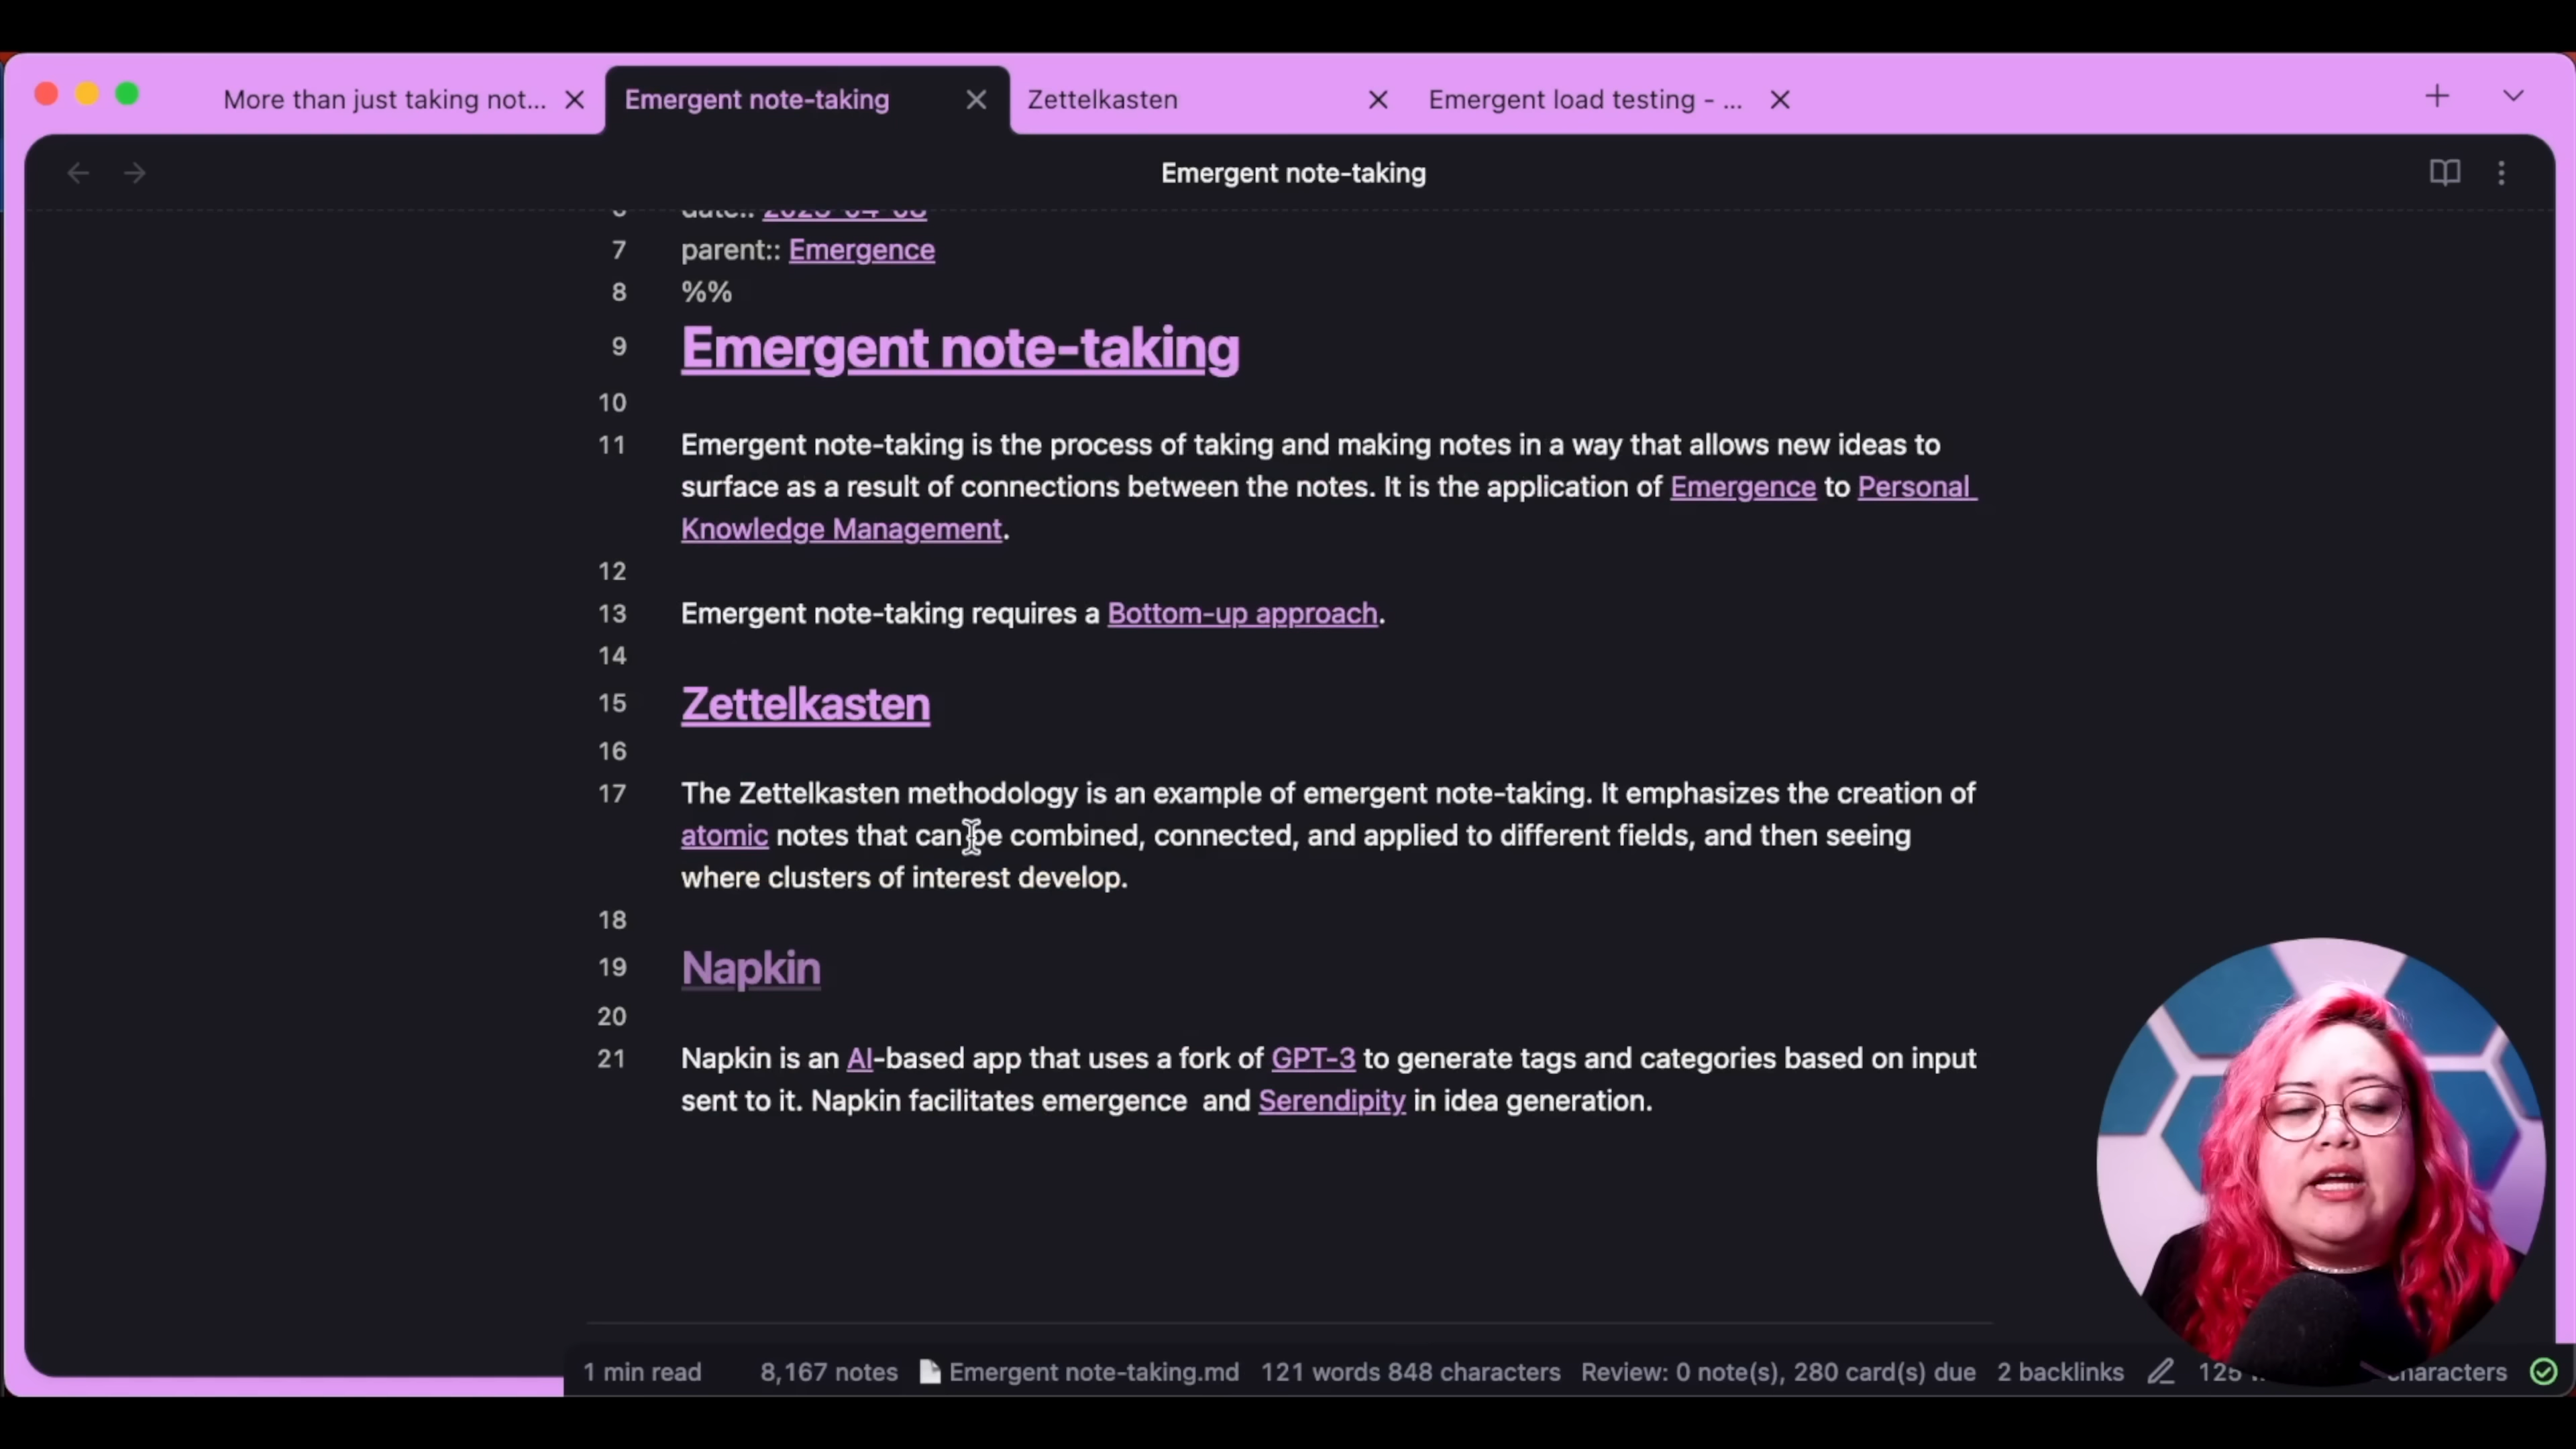 More than just taking not...
Emergent note-taking
Zettelkasten
Emergent load testing - ...
Emergent note-taking
7 parent:: Emergence
8 %%
9 Emergent note-taking
10
11 Emergent note-taking is the process of taking and making notes in a way that allows new ideas to
surface as a result of connections between the notes. It is the application of Emergence to Personal
Knowledge Management.
12
13 Emergent note-taking requires a Bottom-up approach.
14
15 Zettelkasten
16
17 The Zettelkasten methodology is an example of emergent note-taking. It emphasizes the creation of
atomic notes that can be combined, connected, and applied to different fields, and then seeing
where clusters of interest develop.
18
19 Napkin
20
21 Napkin is an AI-based app that uses a fork of GPT-3 to generate tags and categories based on input
sent to it. Napkin facilitates emergence  and Serendipity in idea generation.
1 min read 8,167 notes Emergent note-taking.md 121 words 848 characters Review: 0 note(s), 280 card(s) due 2 backlinks characters